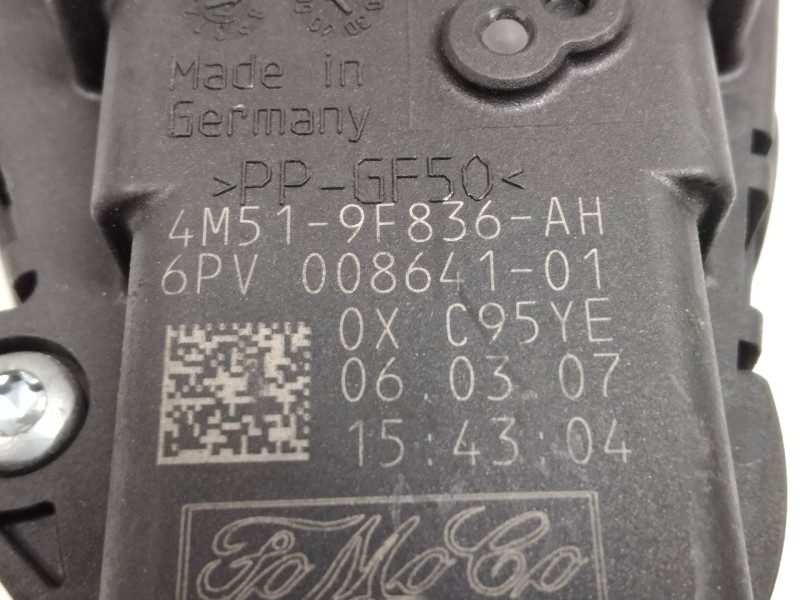 Made in
Germany
>PP-GF50<
4M51-9F836-AH
6PV 008641-01
0X C95YE
06 03 07
15:43:04
FoMoCo